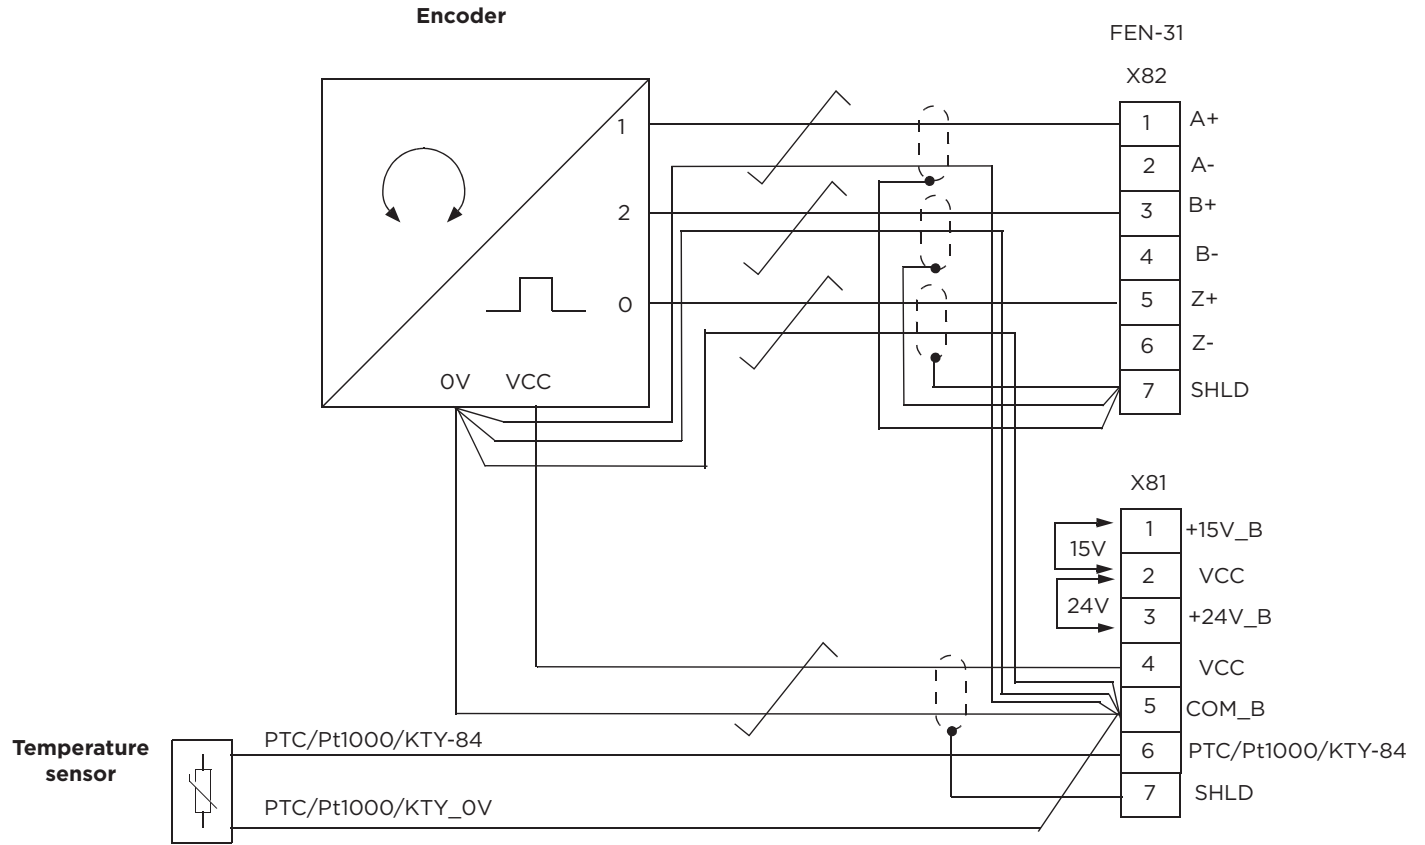 Encoder
FEN-31
X82
1
1
A+
2
A-
2
3
B+
4
B-
0
5
Z+
6
Z-
0V
VCC
7
SHLD
X81
1
+15V_B
15V
2
VCC
24V
3
+24V_B
4
VCC
5
COM_B
Temperature
sensor
PTC/Pt1000/KTY-84
6
PTC/Pt1000/KTY-84
PTC/Pt1000/KTY_0V
7
SHLD